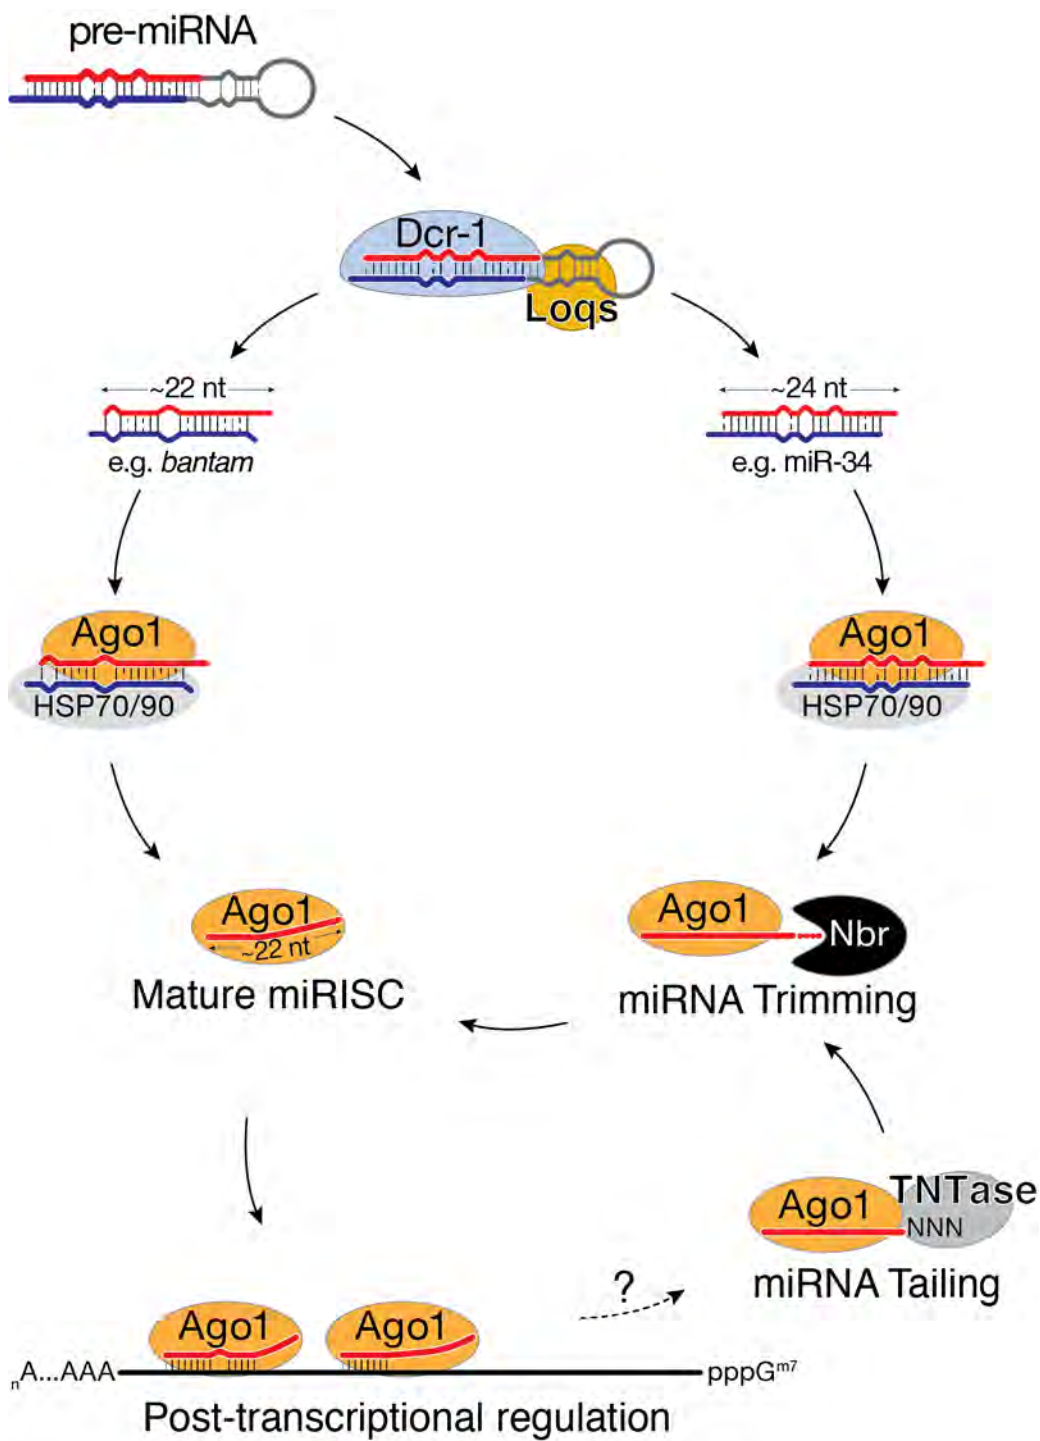 pre-miRNA
Dcr-1
Loqs
~22 nt
e.g. bantam
~24 nt
e.g. miR-34
Ago1
HSP70/90
Ago1
HSP70/90
Ago1
~22 nt
Mature miRISC
Ago1
Nbr
miRNA Trimming
Ago1
TNTase
NNN
miRNA Tailing
?
Ago1
Ago1
nA...AAA
pppGm7
Post-transcriptional regulation